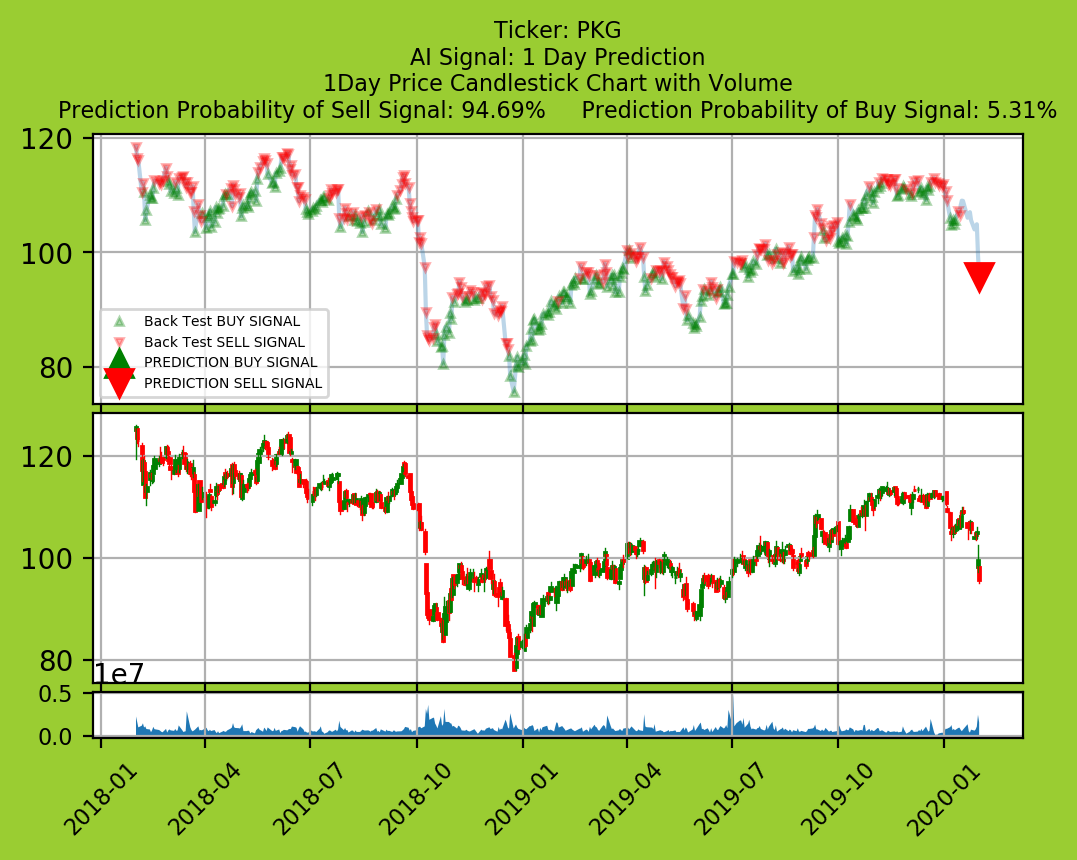 Ticker: PKG
AI Signal: 1 Day Prediction
1Day Price Candlestick Chart with Volume
Prediction Probability of Sell Signal: 94.69%     Prediction Probability of Buy Signal: 5.31%
120
100
80
Back Test BUY SIGNAL
Back Test SELL SIGNAL
PREDICTION BUY SIGNAL
PREDICTION SELL SIGNAL
120
100
80
1e7
0.5
0.0
2018-01
2018-04
2018-07
2018-10
2019-01
2019-04
2019-07
2019-10
2020-01